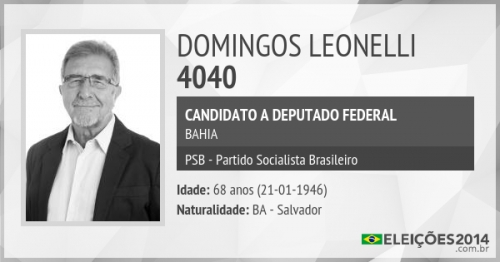 DOMINGOS LEONELLI
4040
CANDIDATO A DEPUTADO FEDERAL
BAHIA
PSB - Partido Socialista Brasileiro
Idade: 68 anos (21-01-1946)
Naturalidade: BA - Salvador
ELEIÇÕES2014
.com.br